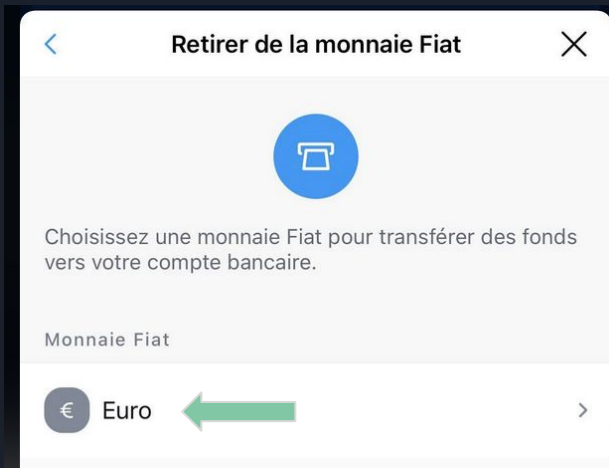 Retirer de la monnaie Fiat
Choisissez une monnaie Fiat pour transférer des fonds
vers votre compte bancaire.
Monnaie Fiat
€ Euro